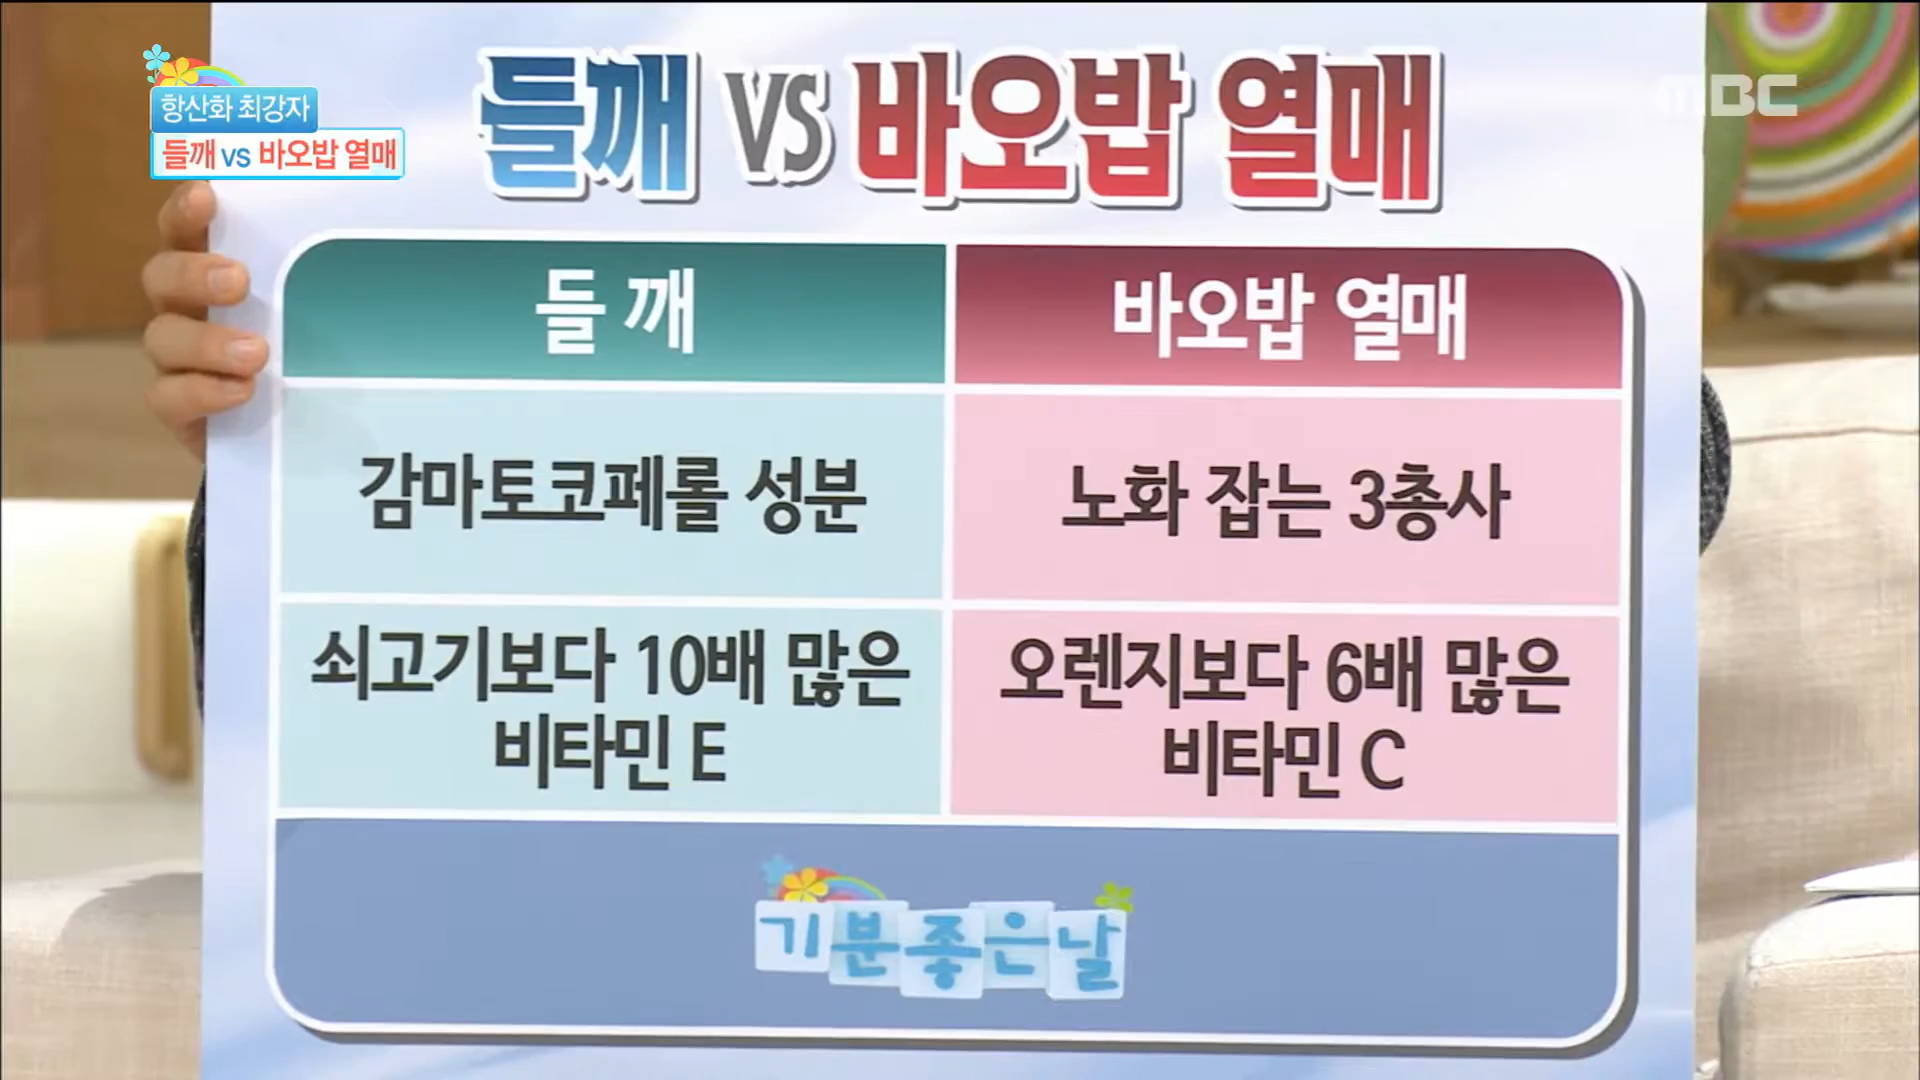 항산화 최강자
들깨 vs 바오밥 열매
MBC
들깨 VS 바오밥 열매
들 깨
바오밥 열매
감마토코페롤 성분
노화 잡는 3총사
쇠고기보다 10배 많은
비타민 E
오렌지보다 6배 많은
비타민 C
기분좋은날